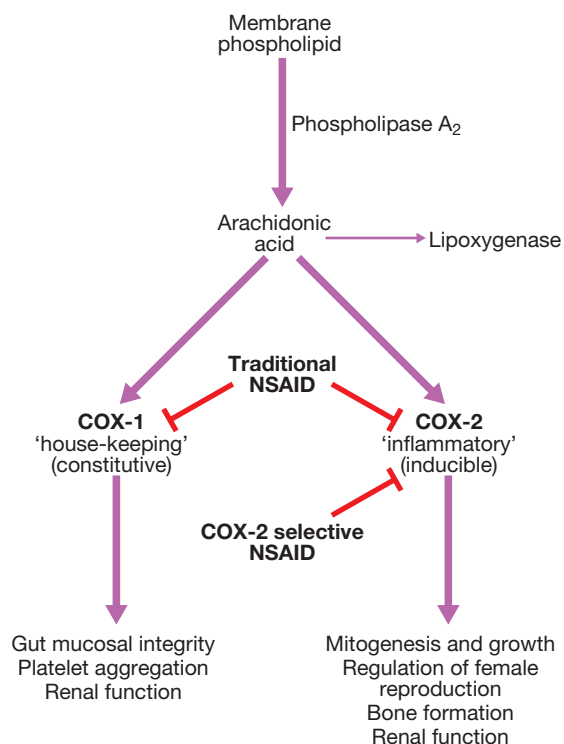 Membrane
phospholipid
Phospholipase A₂
Arachidonic
acid
Lipoxygenase
Traditional
NSAID
COX-1
‘house-keeping’
(constitutive)
COX-2
‘inflammatory’
(inducible)
COX-2 selective
NSAID
Gut mucosal integrity
Platelet aggregation
Renal function
Mitogenesis and growth
Regulation of female
reproduction
Bone formation
Renal function